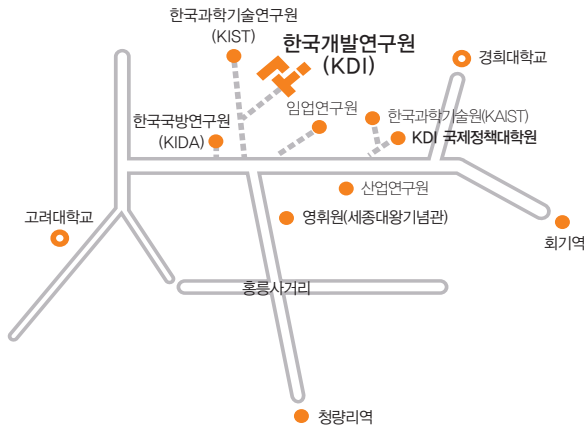 한국과학기술연구원
(KIST)
한국개발연구원
(KDI)
경희대학교
임업연구원
한국과학기술원(KAIST)
한국국방연구원
(KIDA)
KDI 국제정책대학원
산업연구원
고려대학교
영휘원(세종대왕기념관)
회기역
홍릉사거리
청량리역